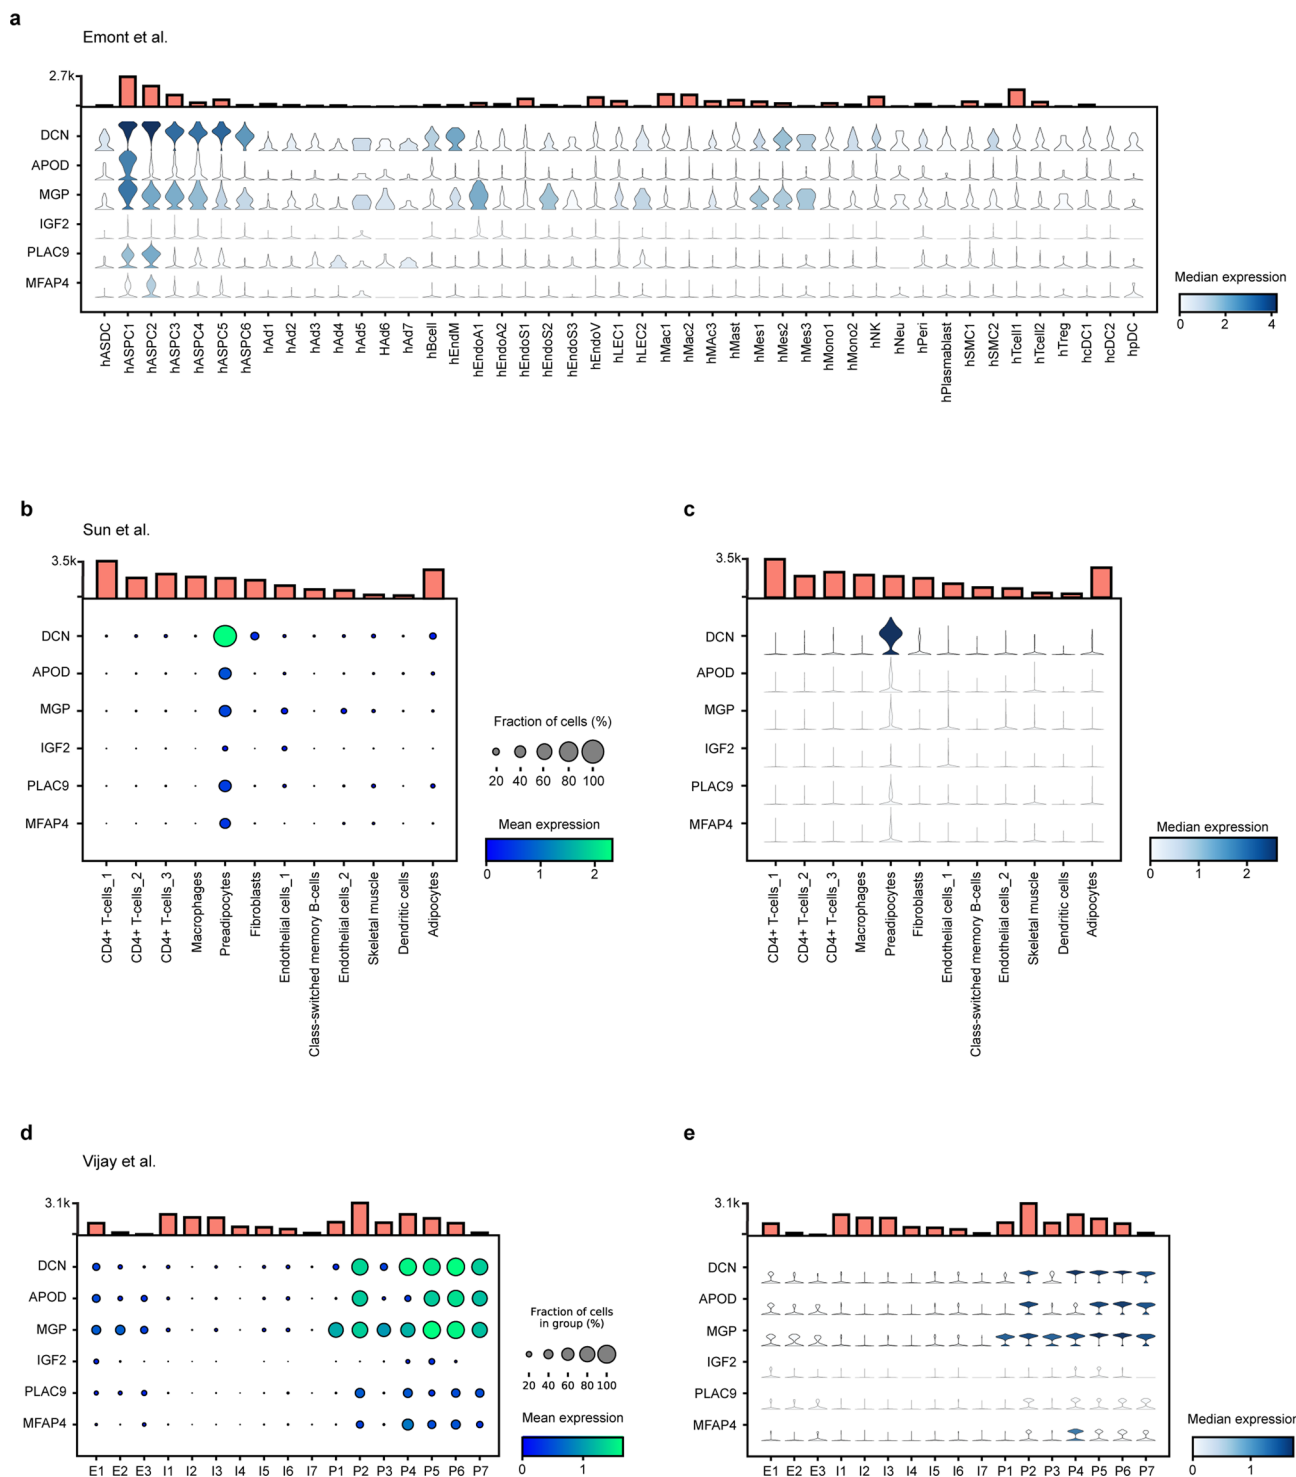 a
Emont et al.
2.7k
DCN
APOD
MGP
IGF2
PLAC9
MFAP4
hASDC
hASPC1
hASPC2
hASPC3
hASPC4
hASPC5
hASPC6
hAd1
hAd2
hAd3
hAd4
hAd5
HAd6
hAd7
hBcell
hEndM
hEndoA1
hEndoA2
hEndoS1
hEndoS2
hEndoS3
hEndoV
hLEC1
hLEC2
hMac1
hMac2
hMAc3
hMast
hMes1
hMes2
hMes3
hMono1
hMono2
hNK
hNeu
hPeri
hPlasmablast
hSMC1
hSMC2
hTcell1
hTcell2
hTreg
hcDC1
hcDC2
hpDC
Median expression
0 2 4
b
Sun et al.
3.5k
DCN
APOD
MGP
IGF2
PLAC9
MFAP4
CD4+ T-cells_1
CD4+ T-cells_2
CD4+ T-cells_3
Macrophages
Preadipocytes
Fibroblasts
Endothelial cells_1
Class-switched memory B-cells
Endothelial cells_2
Skeletal muscle
Dendritic cells
Adipocytes
Fraction of cells (%)
20 40 60 80 100
Mean expression
0 1 2
c
3.5k
DCN
APOD
MGP
IGF2
PLAC9
MFAP4
CD4+ T-cells_1
CD4+ T-cells_2
CD4+ T-cells_3
Macrophages
Preadipocytes
Fibroblasts
Endothelial cells_1
Class-switched memory B-cells
Endothelial cells_2
Skeletal muscle
Dendritic cells
Adipocytes
Median expression
0 1 2
d
Vijay et al.
3.1k
DCN
APOD
MGP
IGF2
PLAC9
MFAP4
E1 E2 E3 I1 I2 I3 I4 I5 I6 I7 P1 P2 P3 P4 P5 P6 P7
Fraction of cells
in group (%)
20 40 60 80 100
Mean expression
0 1
e
3.1k
DCN
APOD
MGP
IGF2
PLAC9
MFAP4
E1 E2 E3 I1 I2 I3 I4 I5 I6 I7 P1 P2 P3 P4 P5 P6 P7
Median expression
0 1